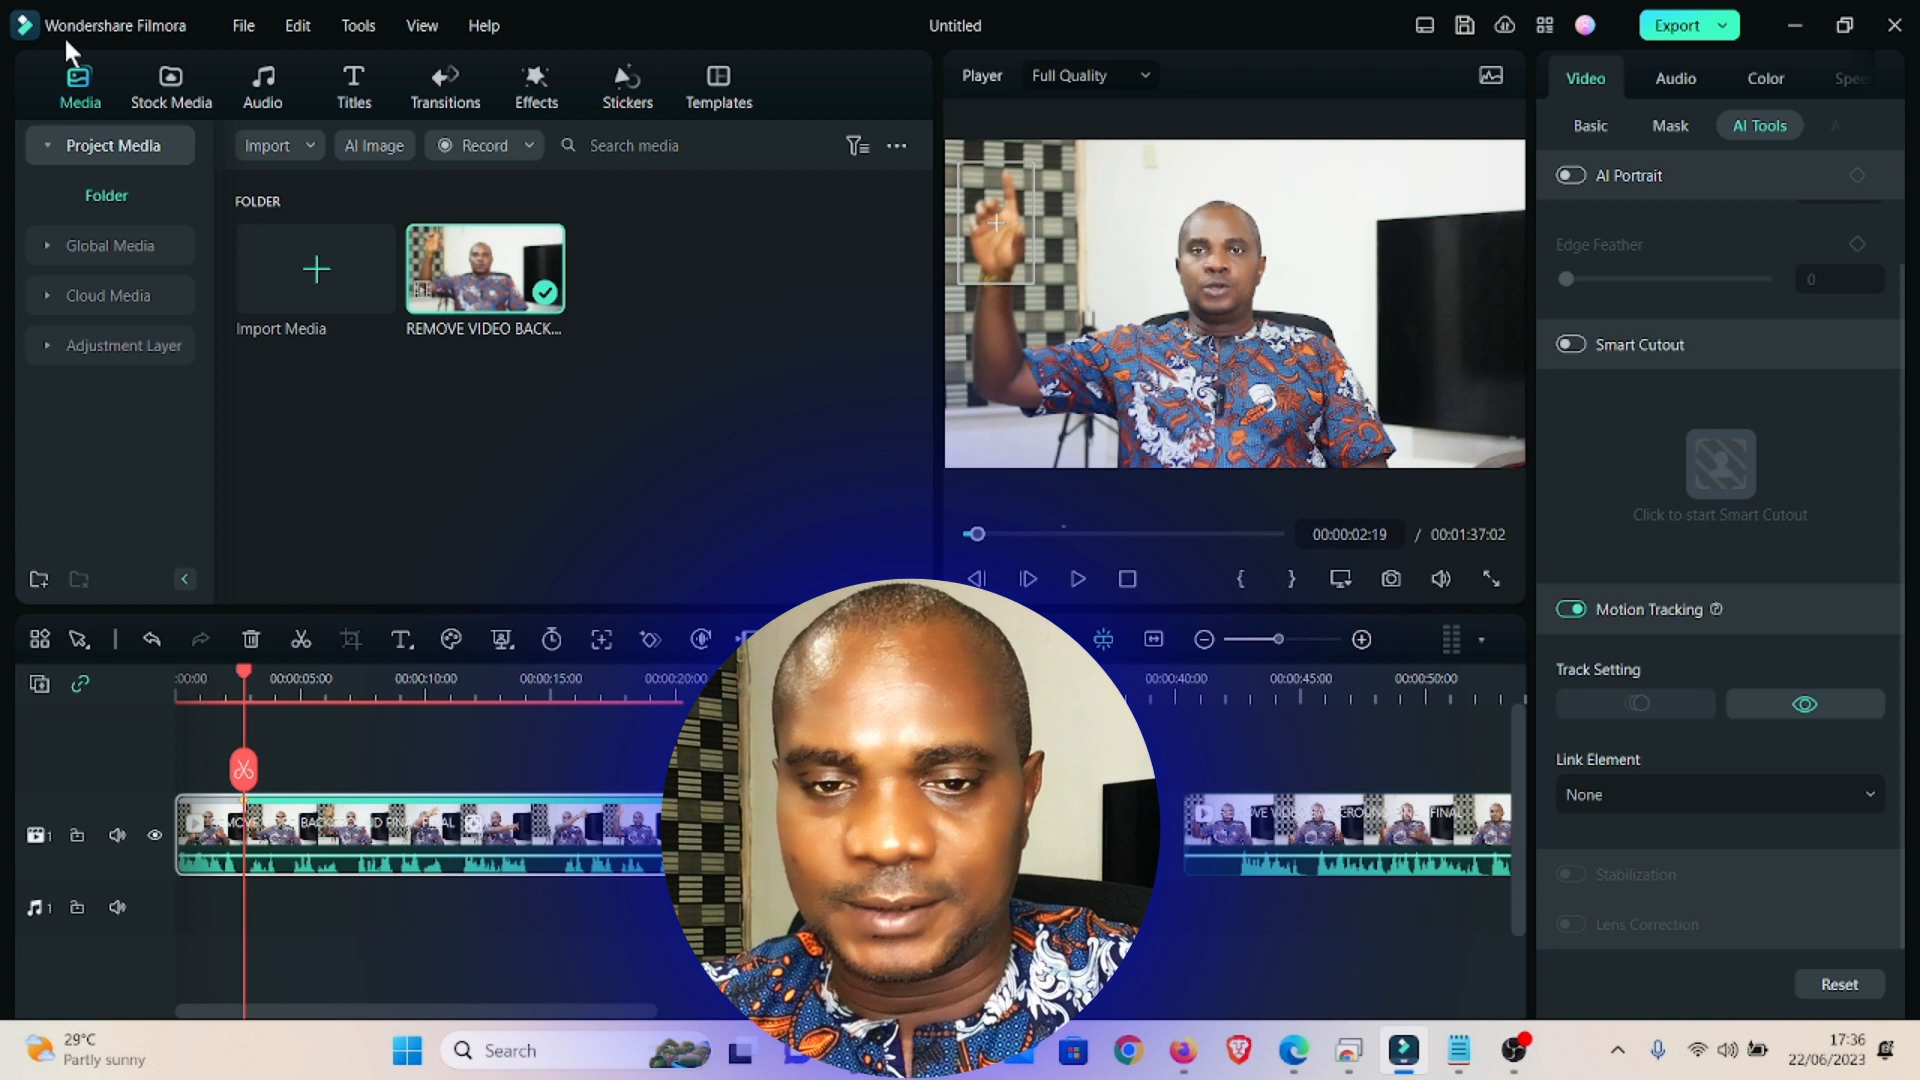 Wondershare Filmora File Edit Tools View Help Untitled Export
Media Stock Media Audio Titles Transitions Effects Stickers Templates
Player Full Quality
Video Audio Color Spee
Basic Mask AI Tools A
Project Media
Folder
Global Media
Cloud Media
Adjustment Layer
Import AI Image Record Search media
FOLDER
Import Media REMOVE VIDEO BACK...
00:00:02:19 / 00:01:37:02
AI Portrait
Edge Feather
0
Smart Cutout
Click to start Smart Cutout
Motion Tracking
Track Setting
Link Element
None
Stabilization
Lens Correction
Reset
:00:00 00:00:05:00 00:00:10:00 00:00:15:00 00:00:20:00 00:00:40:00 00:00:45:00 00:00:50:00
1
1
29°C
Partly sunny
Search
17:36
22/06/2023